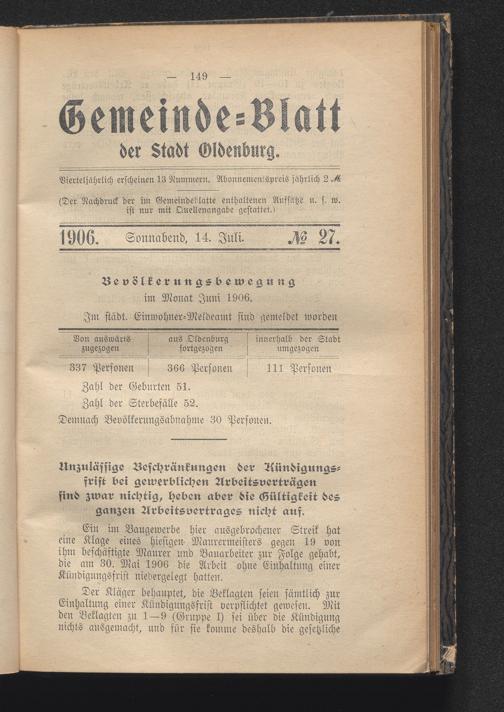 — 149 —
Gemeinde-Blatt
der Stadt Oldenburg.
Vierteljährlich erscheinen 13 Nummern. Abonnementspreis jährlich 2 ℳ
(Der Nachdruck der im Gemeindeblatte enthaltenen Aufsätze u. s. w.
ist nur mit Quellenangabe gestattet.)
1906. Sonnabend, 14. Juli. № 27.
Bevölkerungsbewegung
im Monat Juni 1906.
Im städt. Einwohner-Meldeamt sind gemeldet worden
Von auswärts aus Oldenburg innerhalb der Stadt
zugezogen fortgezogen umgezogen
337 Personen 366 Personen 111 Personen
Zahl der Geburten 51.
Zahl der Sterbefälle 52.
Demnach Bevölkerungsabnahme 30 Personen.
Unzulässige Beschränkungen der Kündigungs-
frist bei gewerblichen Arbeitsverträgen
sind zwar nichtig, heben aber die Gültigkeit des
ganzen Arbeitsvertrages nicht auf.
Ein im Baugewerbe hier ausgebrochener Streik hat
eine Klage eines hiesigen Maurermeisters gegen 19 von
ihm beschäftigte Maurer und Bauarbeiter zur Folge gehabt,
die am 30. Mai 1906 die Arbeit ohne Einhaltung einer
Kündigungsfrist niedergelegt hatten.
Der Kläger behauptet, die Beklagten seien sämtlich zur
Einhaltung einer Kündigungsfrist verpflichtet gewesen. Mit
den Beklagten zu 1—9 (Gruppe I) sei über die Kündigung
nichts ausgemacht, und für sie komme deshalb die gesetzliche